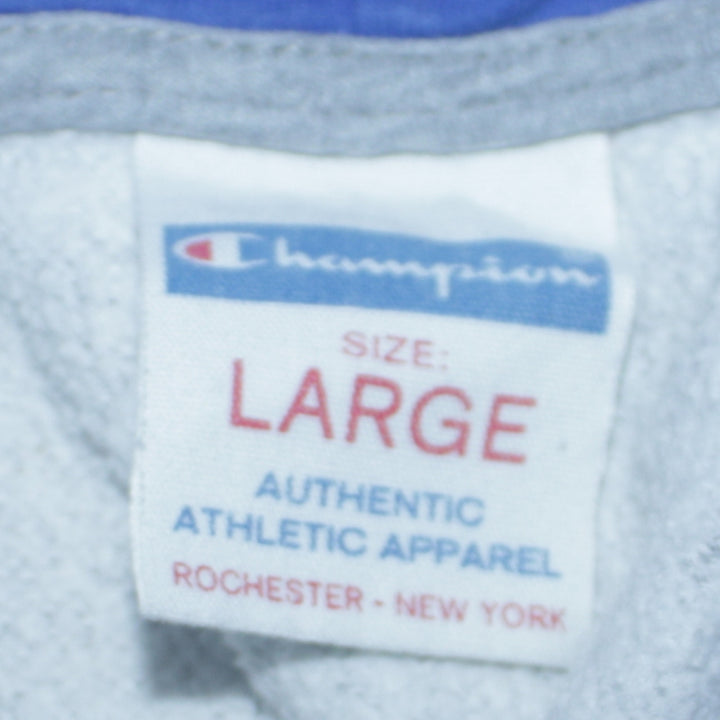 Champion
SIZE:
LARGE
AUTHENTIC
ATHLETIC APPAREL
ROCHESTER - NEW YORK